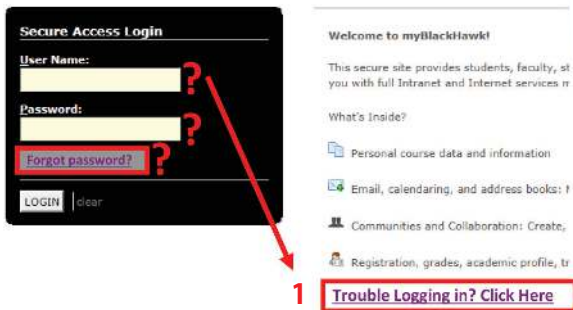 Secure Access Login
User Name:
?
Password:
?
Forgot password?
?
LOGIN clear
Welcome to myBlackHawk!
This secure site provides students, faculty, st
you with full Intranet and Internet services m
What's Inside?
Personal course data and information
Email, calendaring, and address books:
Communities and Collaboration: Create,
Registration, grades, academic profile, tr
1 Trouble Logging in? Click Here